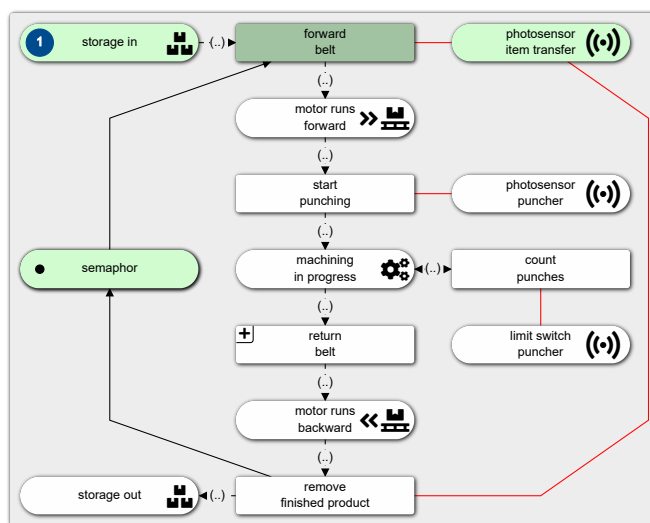 1
storage in
(..)
forward
belt
photosensor
item transfer
(..)
motor runs
forward
(..)
start
punching
photosensor
puncher
(..)
semaphor
machining
in progress
(..)
count
punches
(..)
return
belt
limit switch
puncher
(..)
motor runs
backward
(..)
storage out
(..)
remove
finished product